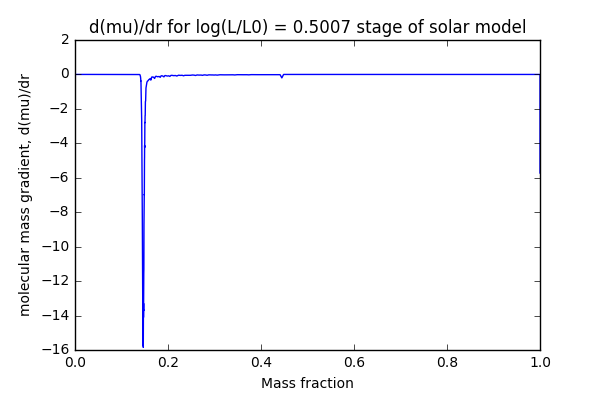 d(mu)/dr for log(L/L0) = 0.5007 stage of solar model
molecular mass gradient, d(mu)/dr
2
0
−2
−4
−6
−8
−10
−12
−14
−16
0.0 0.2 0.4 0.6 0.8 1.0
Mass fraction